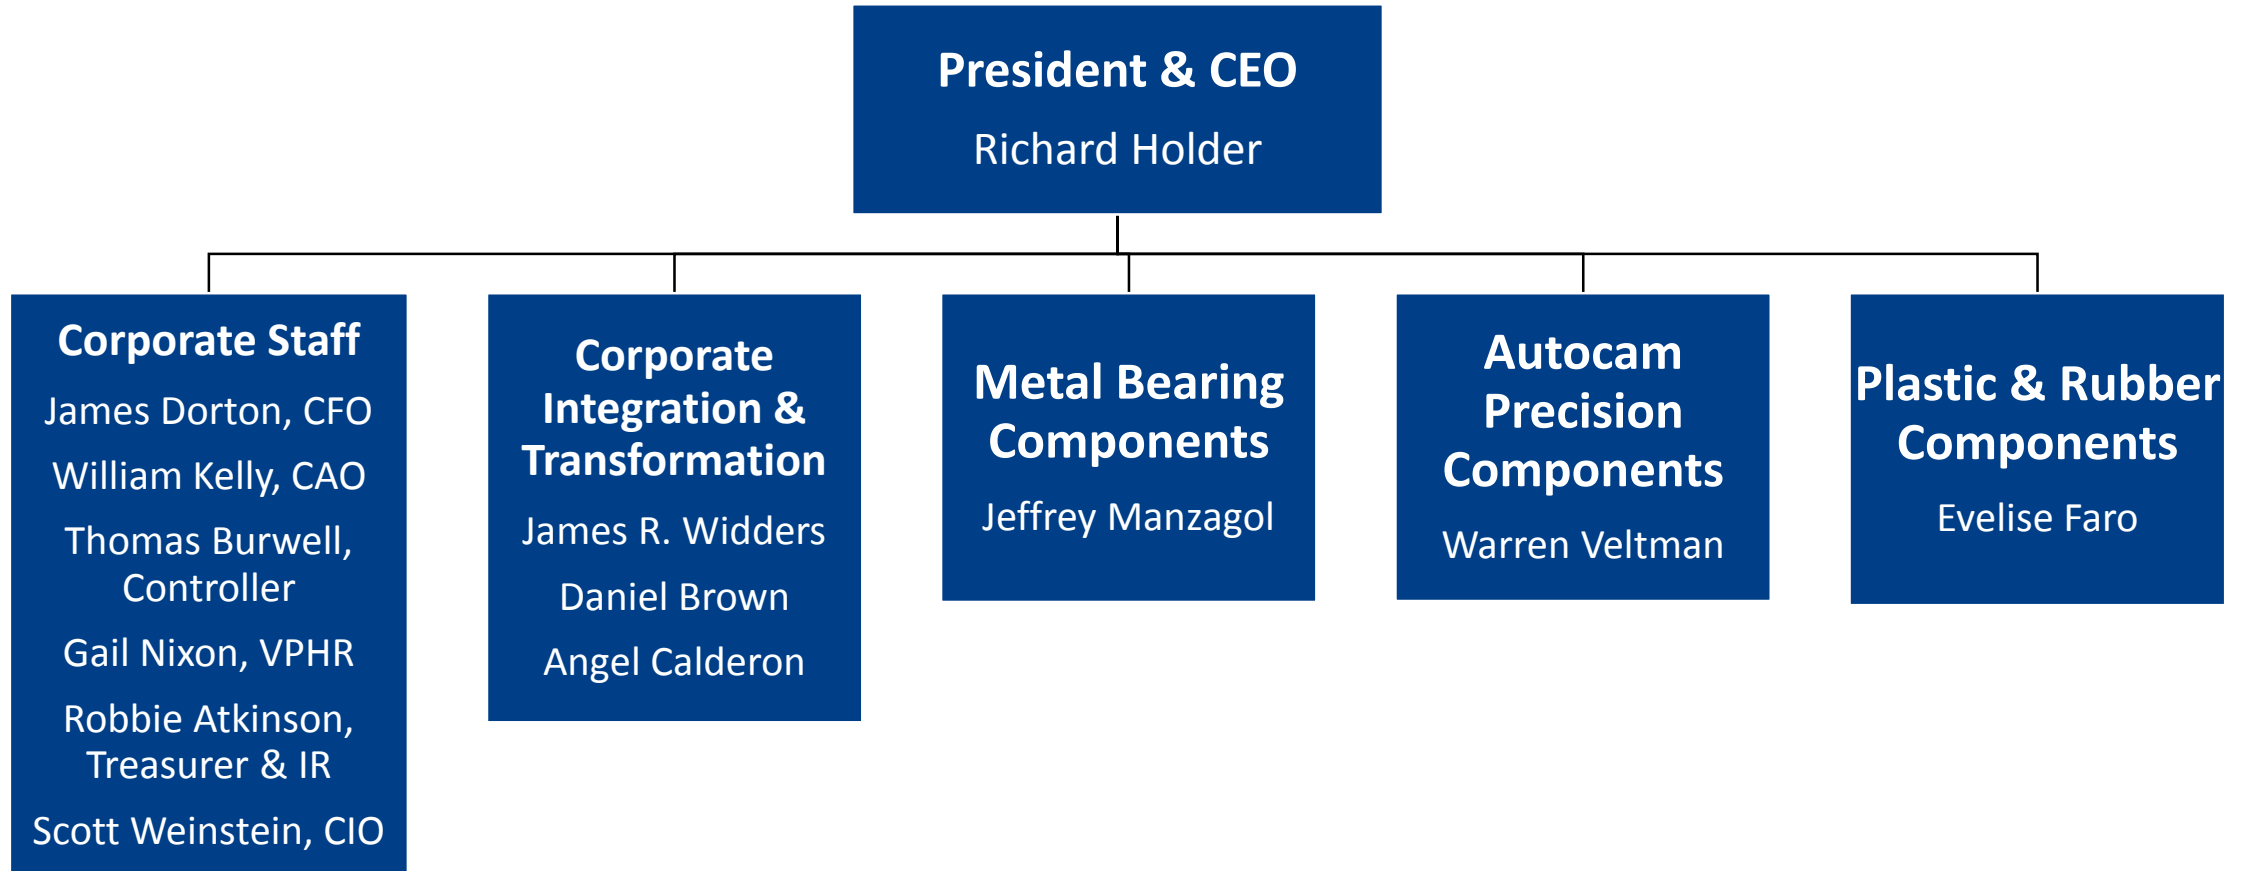 President & CEO
Richard Holder
Corporate Staff
James Dorton, CFO
William Kelly, CAO
Thomas Burwell,
Controller
Gail Nixon, VPHR
Robbie Atkinson,
Treasurer & IR
Scott Weinstein, CIO
Corporate
Integration &
Transformation
James R. Widders
Daniel Brown
Angel Calderon
Metal Bearing
Components
Jeffrey Manzagol
Autocam
Precision
Components
Warren Veltman
Plastic & Rubber
Components
Evelise Faro